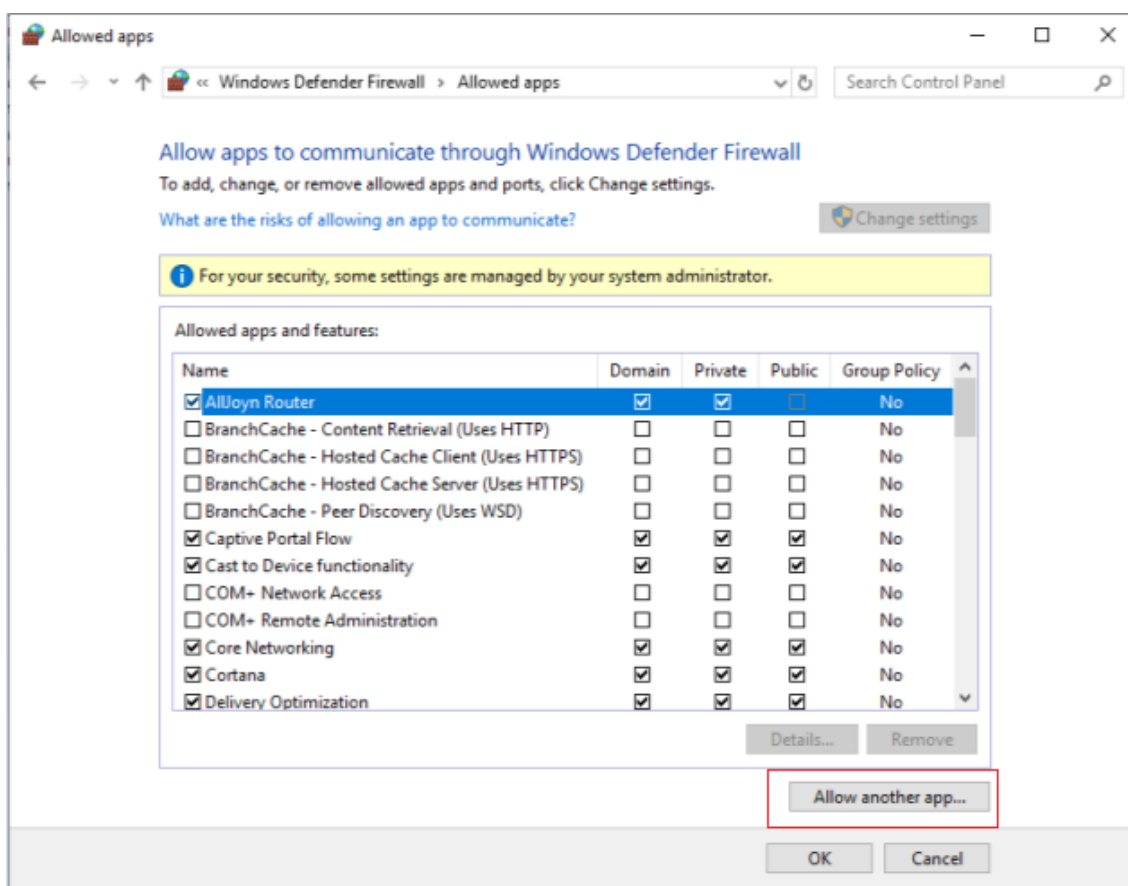 Allowed apps
« Windows Defender Firewall > Allowed apps
Search Control Panel
Allow apps to communicate through Windows Defender Firewall
To add, change, or remove allowed apps and ports, click Change settings.
What are the risks of allowing an app to communicate?
Change settings
For your security, some settings are managed by your system administrator.
Allowed apps and features:
Name Domain Private Public Group Policy
AllJoyn Router No
BranchCache - Content Retrieval (Uses HTTP) No
BranchCache - Hosted Cache Client (Uses HTTPS) No
BranchCache - Hosted Cache Server (Uses HTTPS) No
BranchCache - Peer Discovery (Uses WSD) No
Captive Portal Flow No
Cast to Device functionality No
COM+ Network Access No
COM+ Remote Administration No
Core Networking No
Cortana No
Delivery Optimization No
Details... Remove
Allow another app...
OK Cancel